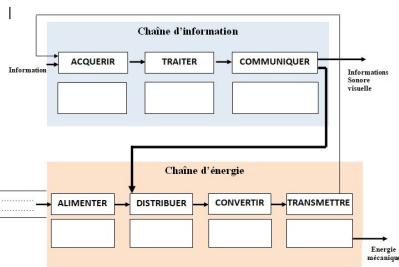 Chaîne d'information
ACQUERIR
TRAITER
COMMUNIQUER
Information
Informations
Sonore
visuelle
Chaîne d'énergie
ALIMENTER
DISTRIBUER
CONVERTIR
TRANSMETTRE
............
............
Energie
mécanique